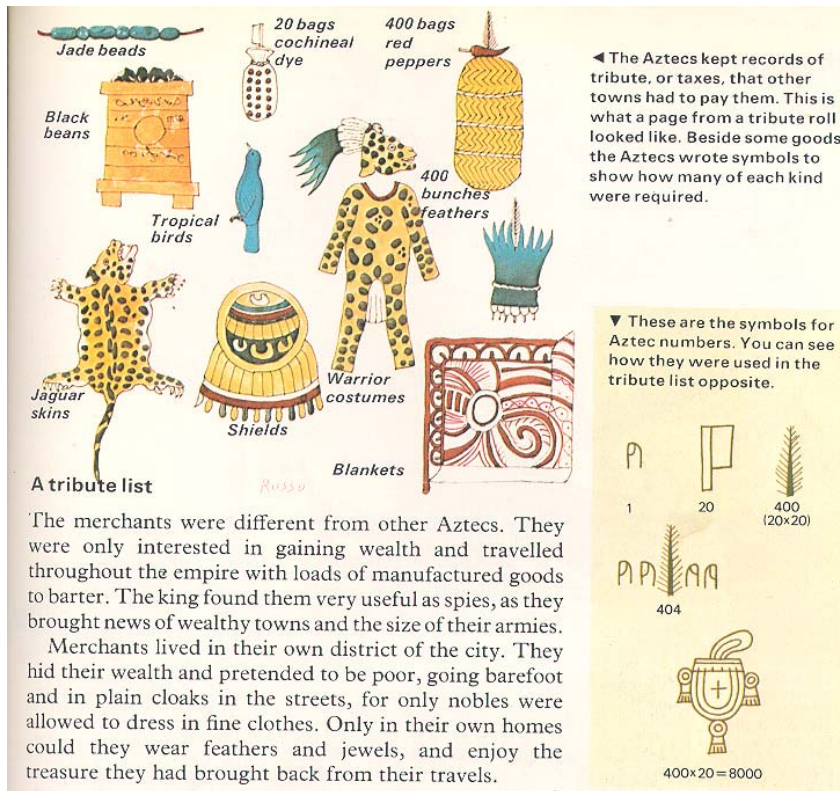 Jade beads
20 bags
cochineal
dye
400 bags
red
peppers
Black
beans
Tropical
birds
400
bunches
feathers
Jaguar
skins
Shields
Warrior
costumes
Blankets
◄ The Aztecs kept records of
tribute, or taxes, that other
towns had to pay them. This is
what a page from a tribute roll
looked like. Beside some goods
the Aztecs wrote symbols to
show how many of each kind
were required.
▼ These are the symbols for
Aztec numbers. You can see
how they were used in the
tribute list opposite.
1
20
400
(20×20)
404
400×20=8000
A tribute list
Russo
The merchants were different from other Aztecs. They
were only interested in gaining wealth and travelled
throughout the empire with loads of manufactured goods
to barter. The king found them very useful as spies, as they
brought news of wealthy towns and the size of their armies.
Merchants lived in their own district of the city. They
hid their wealth and pretended to be poor, going barefoot
and in plain cloaks in the streets, for only nobles were
allowed to dress in fine clothes. Only in their own homes
could they wear feathers and jewels, and enjoy the
treasure they had brought back from their travels.